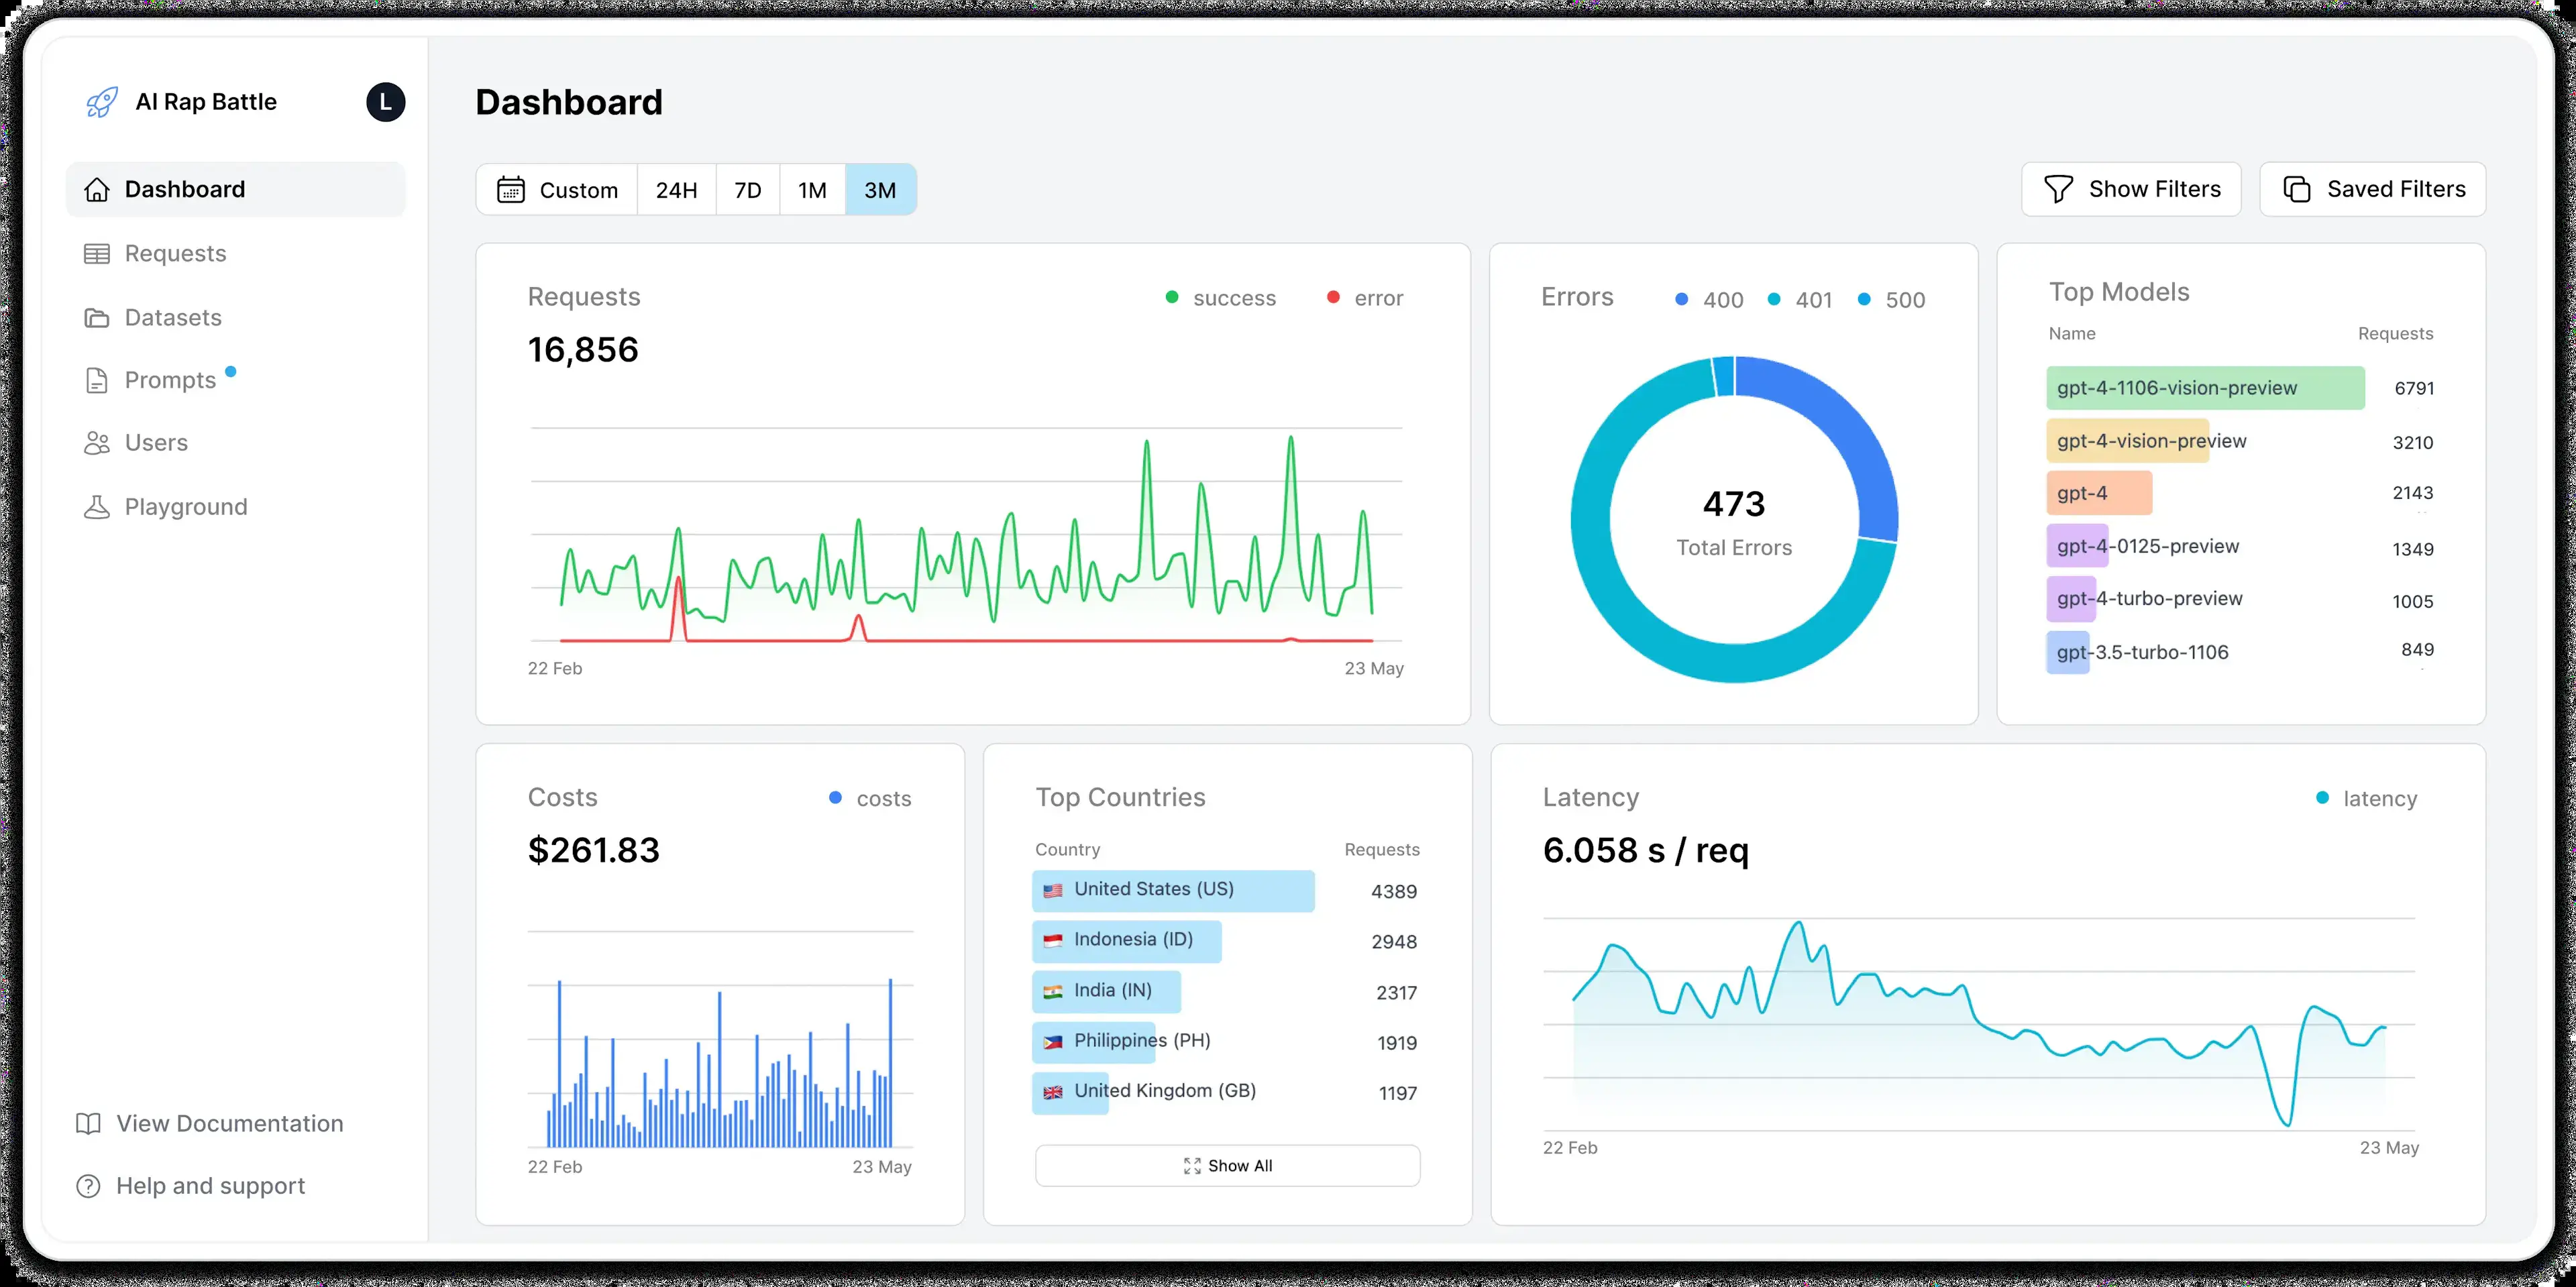 AI Rap Battle
L
Dashboard
Requests
Datasets
Prompts
Users
Playground
View Documentation
Help and support
Dashboard
Custom 24H 7D 1M 3M
Show Filters
Saved Filters
Requests
success error
16,856
22 Feb 23 May
Errors
400 401 500
473
Total Errors
Top Models
Name Requests
gpt-4-1106-vision-preview 6791
gpt-4-vision-preview 3210
gpt-4 2143
gpt-4-0125-preview 1349
gpt-4-turbo-preview 1005
gpt-3.5-turbo-1106 849
Costs
costs
$261.83
22 Feb 23 May
Top Countries
Country Requests
United States (US) 4389
Indonesia (ID) 2948
India (IN) 2317
Philippines (PH) 1919
United Kingdom (GB) 1197
Show All
Latency
latency
6.058 s / req
22 Feb 23 May